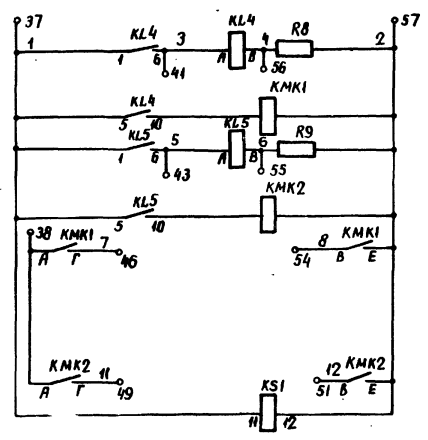 37 KL4 4 R8 57
1 KL4 3 2
1 б 41 А В 56
KL4 KMK1
5 10 KL5
KL5 5 6 R9
1 б 43 А В 55
KL5 KMK2
5 10
38 KMK1 7 8 KMK1
А Г 46 54 В Е
KMK2 11 12 KMK2
А Г 49 51 В Е
KS1
11 12